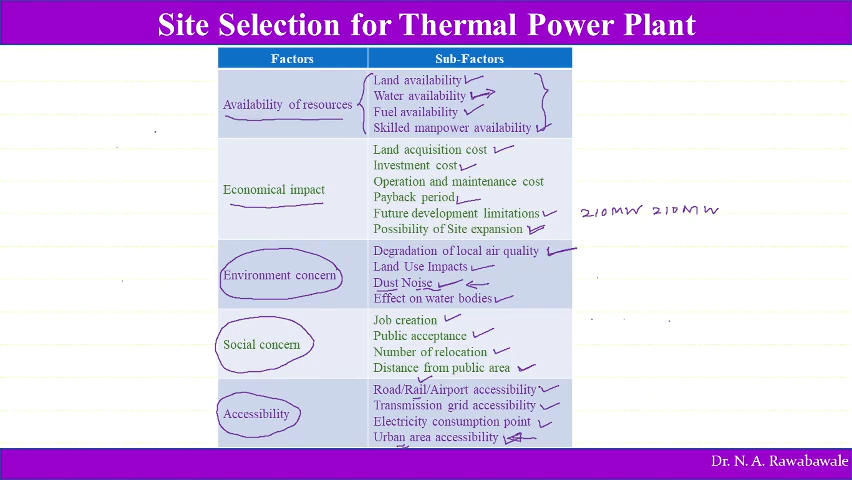 Site Selection for Thermal Power Plant
Factors Sub-Factors
Availability of resources
Land availability
Water availability
Fuel availability
Skilled manpower availability
Economical impact
Land acquisition cost
Investment cost
Operation and maintenance cost
Payback period
Future development limitations
Possibility of Site expansion
210MW 210MW
Environment concern
Degradation of local air quality
Land Use Impacts
Dust Noise
Effect on water bodies
Social concern
Job creation
Public acceptance
Number of relocation
Distance from public area
Accessibility
Road/Rail/Airport accessibility
Transmission grid accessibility
Electricity consumption point
Urban area accessibility
Dr. N. A. Rawabawale